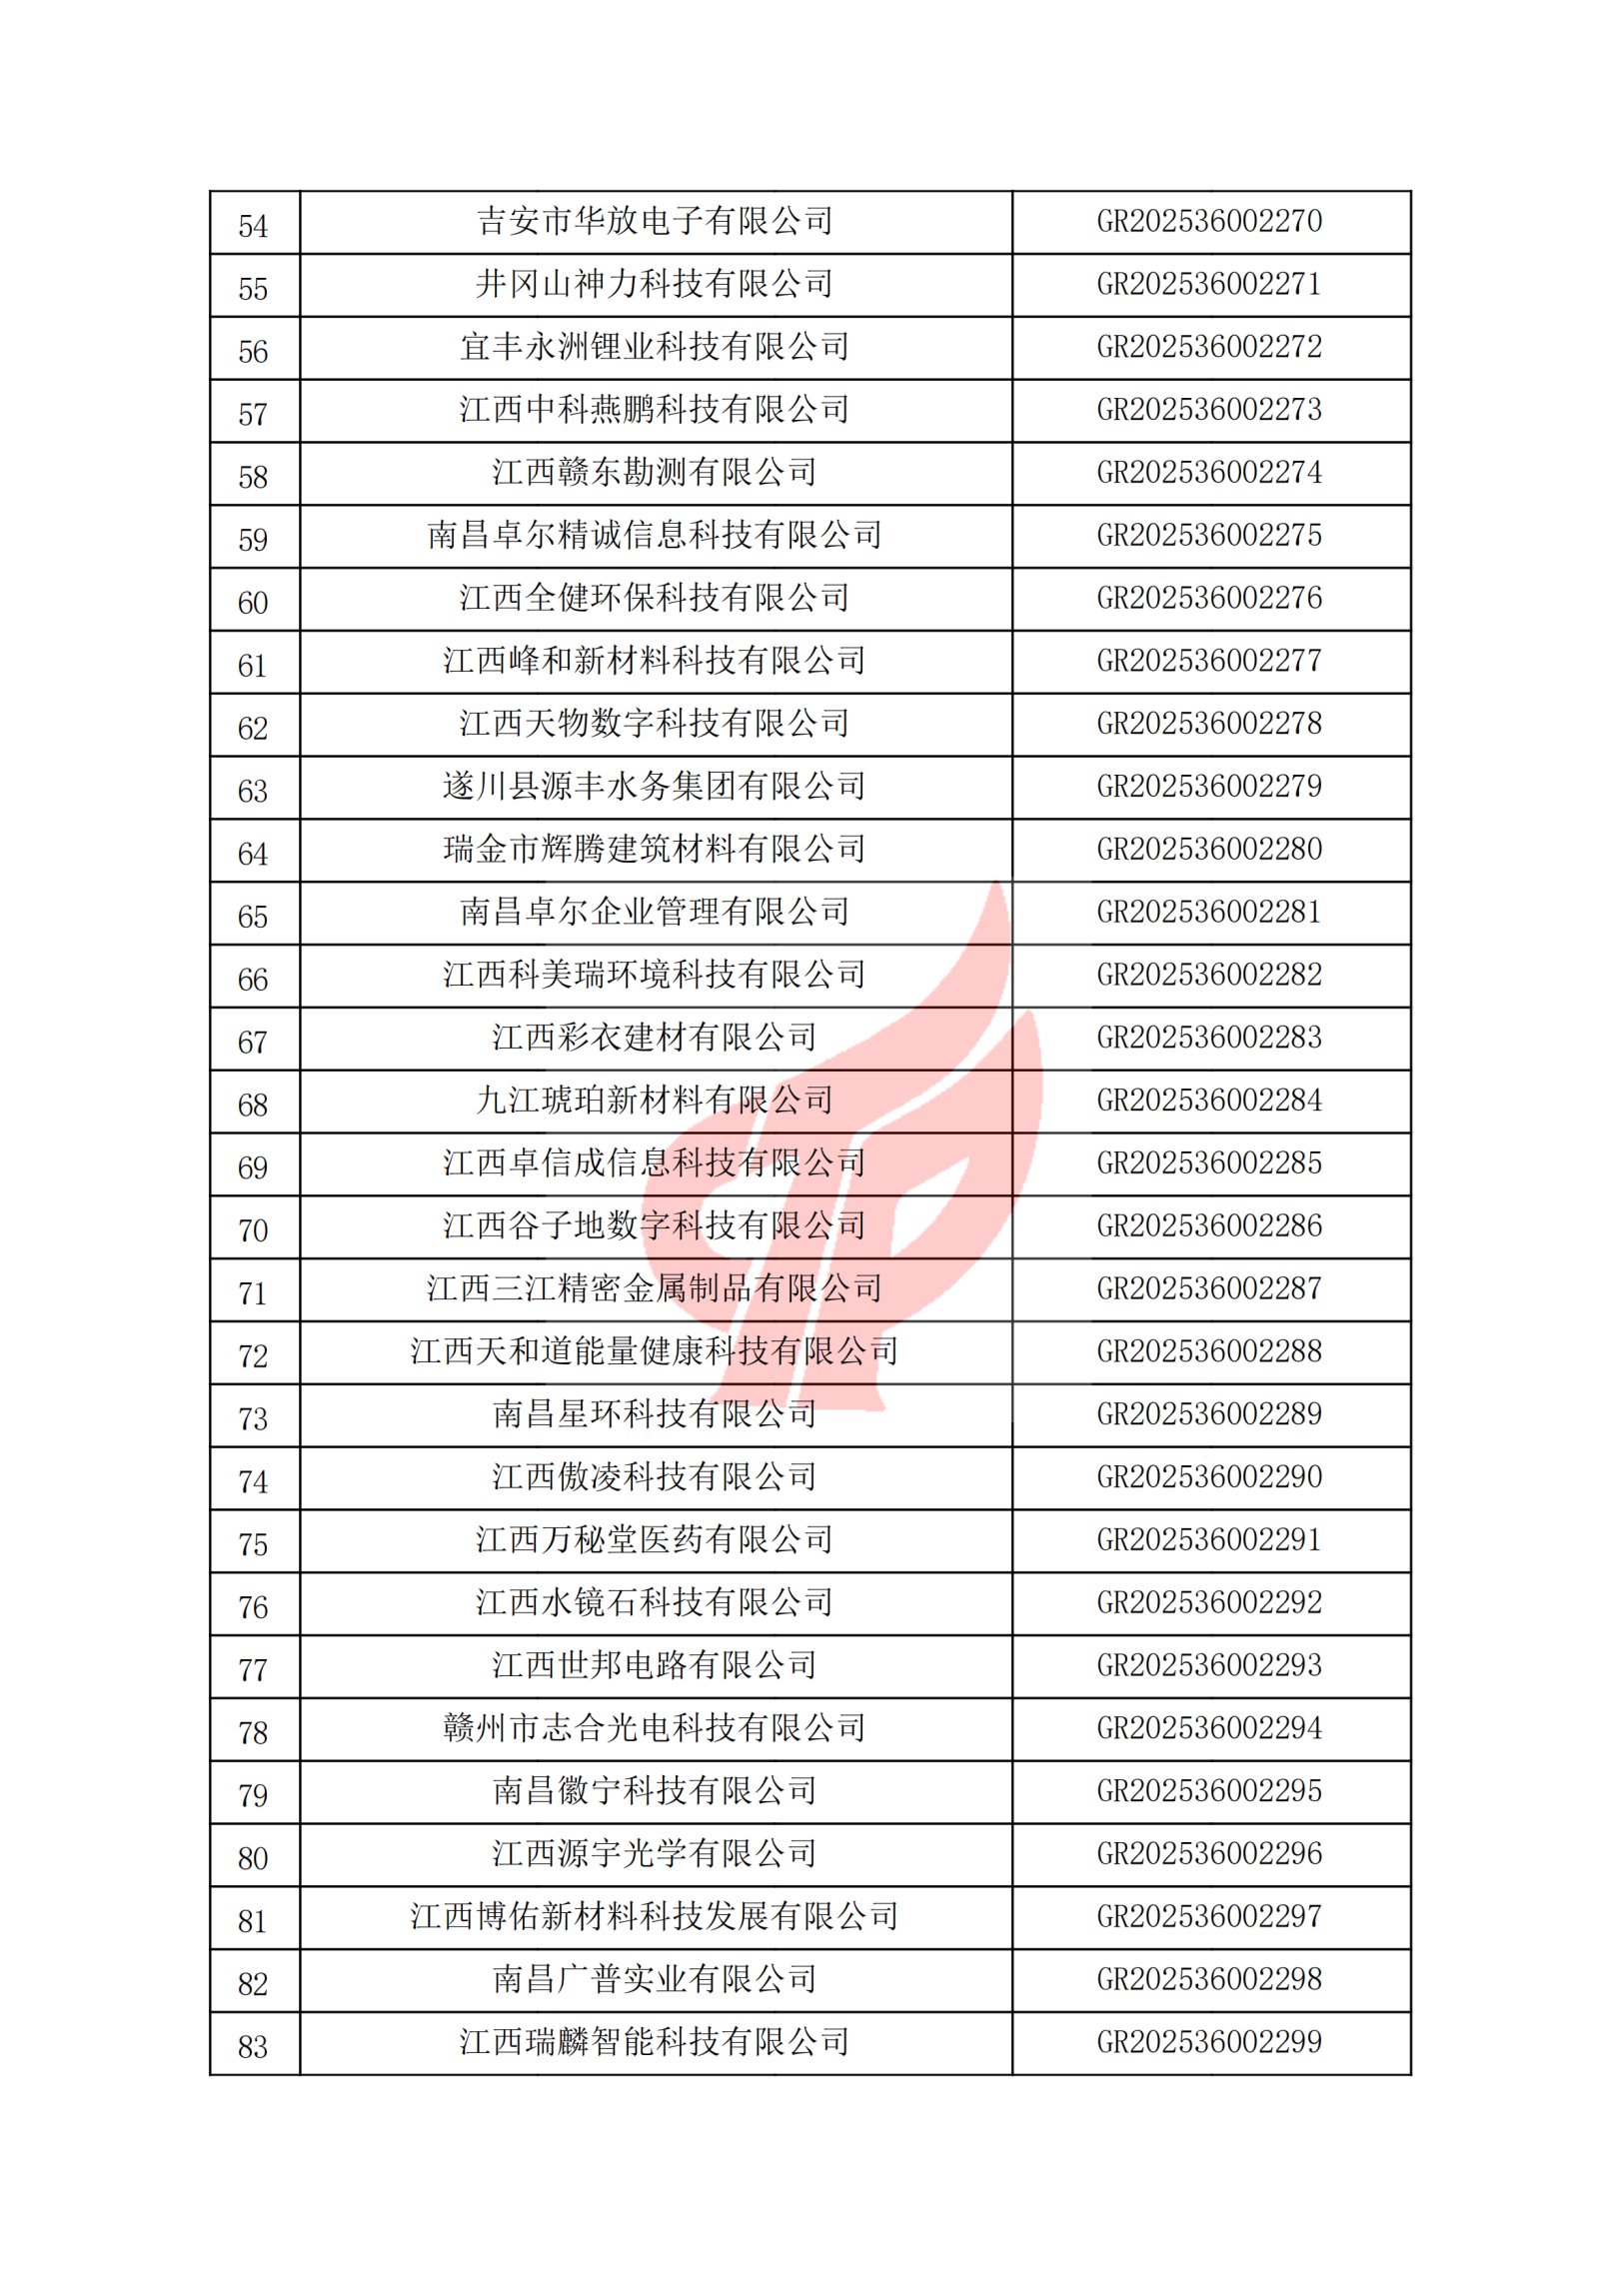 54 吉安市华放电子有限公司 GR202536002270
55 井冈山神力科技有限公司 GR202536002271
56 宜丰永洲锂业科技有限公司 GR202536002272
57 江西中科燕鹏科技有限公司 GR202536002273
58 江西赣东勘测有限公司 GR202536002274
59 南昌卓尔精诚信息科技有限公司 GR202536002275
60 江西全健环保科技有限公司 GR202536002276
61 江西峰和新材料科技有限公司 GR202536002277
62 江西天物数字科技有限公司 GR202536002278
63 遂川县源丰水务集团有限公司 GR202536002279
64 瑞金市辉腾建筑材料有限公司 GR202536002280
65 南昌卓尔企业管理有限公司 GR202536002281
66 江西科美瑞环境科技有限公司 GR202536002282
67 江西彩衣建材有限公司 GR202536002283
68 九江琥珀新材料有限公司 GR202536002284
69 江西卓信成信息科技有限公司 GR202536002285
70 江西谷子地数字科技有限公司 GR202536002286
71 江西三江精密金属制品有限公司 GR202536002287
72 江西天和道能量健康科技有限公司 GR202536002288
73 南昌星环科技有限公司 GR202536002289
74 江西傲凌科技有限公司 GR202536002290
75 江西万秘堂医药有限公司 GR202536002291
76 江西水镜石科技有限公司 GR202536002292
77 江西世邦电路有限公司 GR202536002293
78 赣州市志合光电科技有限公司 GR202536002294
79 南昌徽宁科技有限公司 GR202536002295
80 江西源宇光学有限公司 GR202536002296
81 江西博佑新材料科技发展有限公司 GR202536002297
82 南昌广普实业有限公司 GR202536002298
83 江西瑞麟智能科技有限公司 GR202536002299